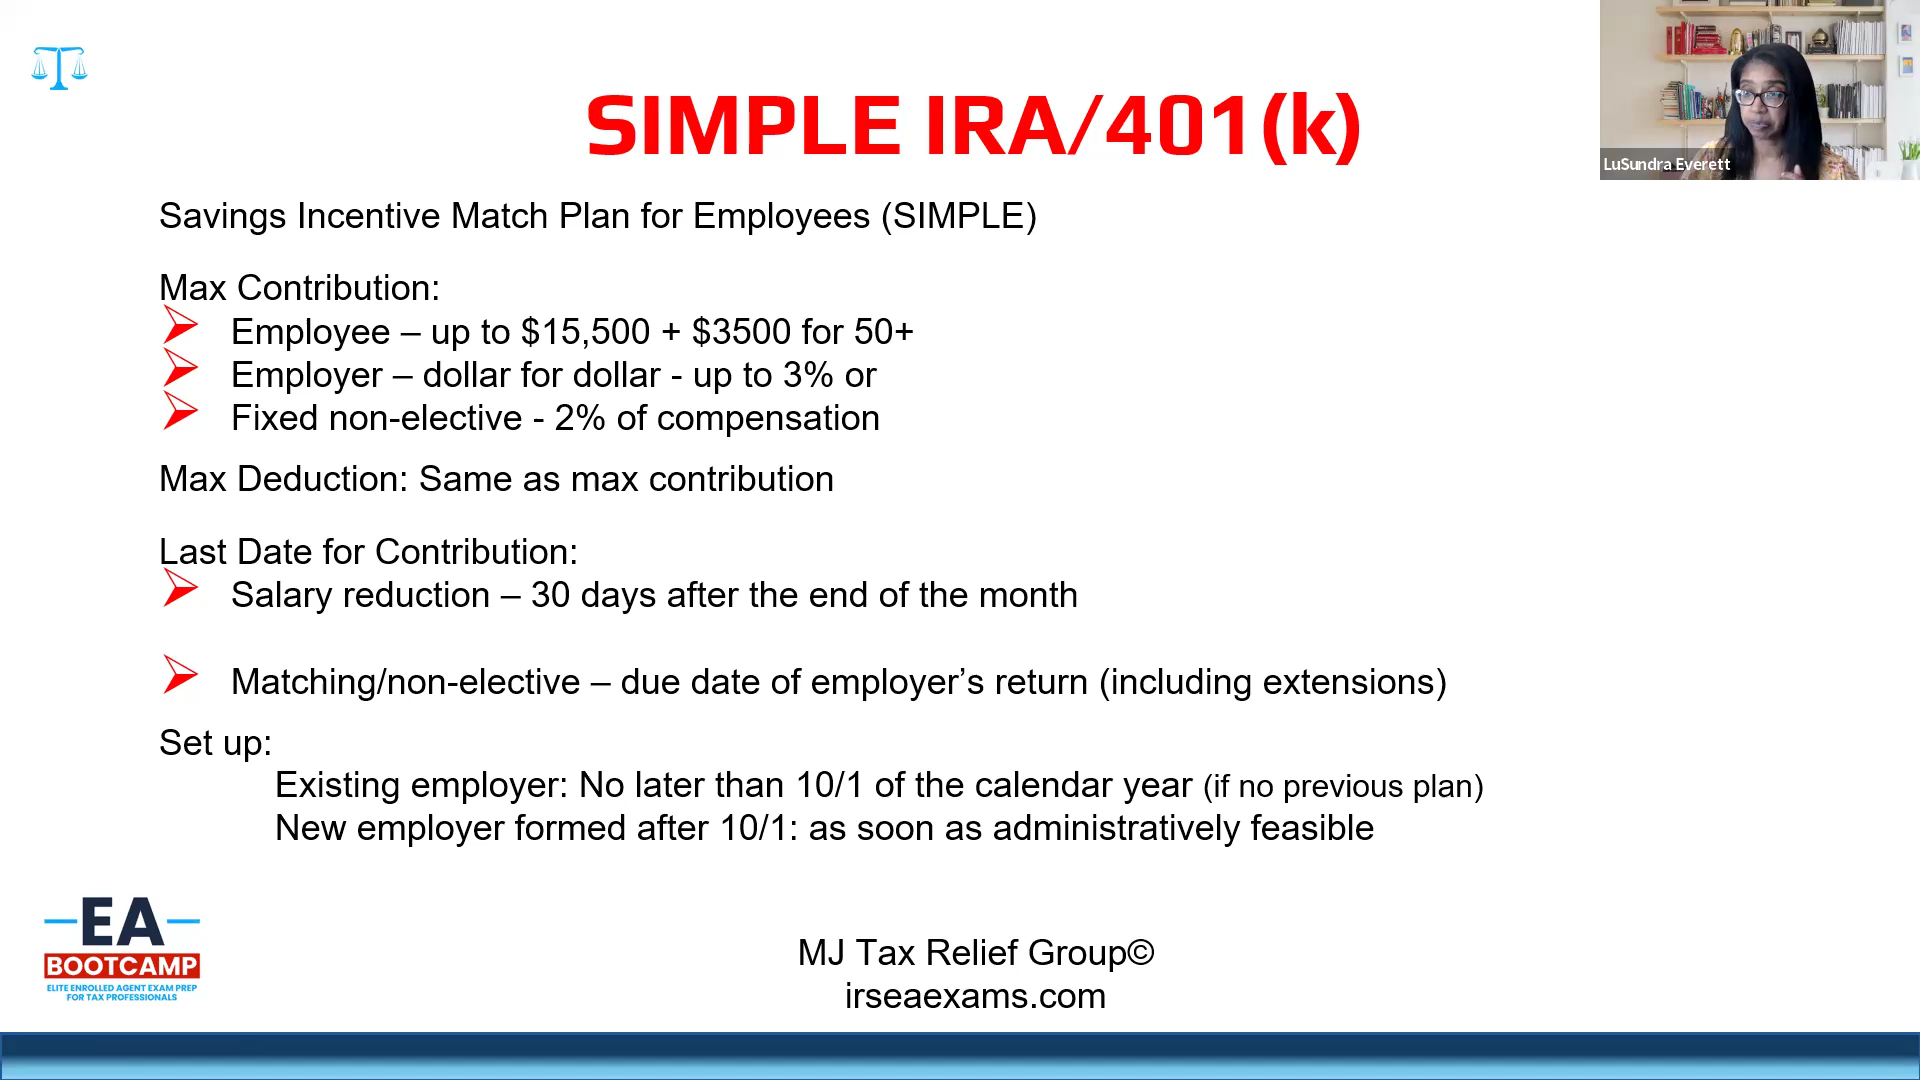 SIMPLE IRA/401(k)
LuSundra Everett
Savings Incentive Match Plan for Employees (SIMPLE)
Max Contribution:
Employee – up to $15,500 + $3500 for 50+
Employer – dollar for dollar - up to 3% or
Fixed non-elective - 2% of compensation
Max Deduction: Same as max contribution
Last Date for Contribution:
Salary reduction – 30 days after the end of the month
Matching/non-elective – due date of employer’s return (including extensions)
Set up:
Existing employer: No later than 10/1 of the calendar year (if no previous plan)
New employer formed after 10/1: as soon as administratively feasible
EA
BOOTCAMP
ELITE ENROLLED AGENT EXAM PREP
FOR TAX PROFESSIONALS
MJ Tax Relief Group©
irseaexams.com